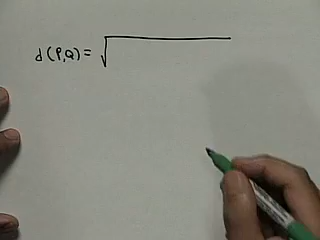 d(P,Q) = √